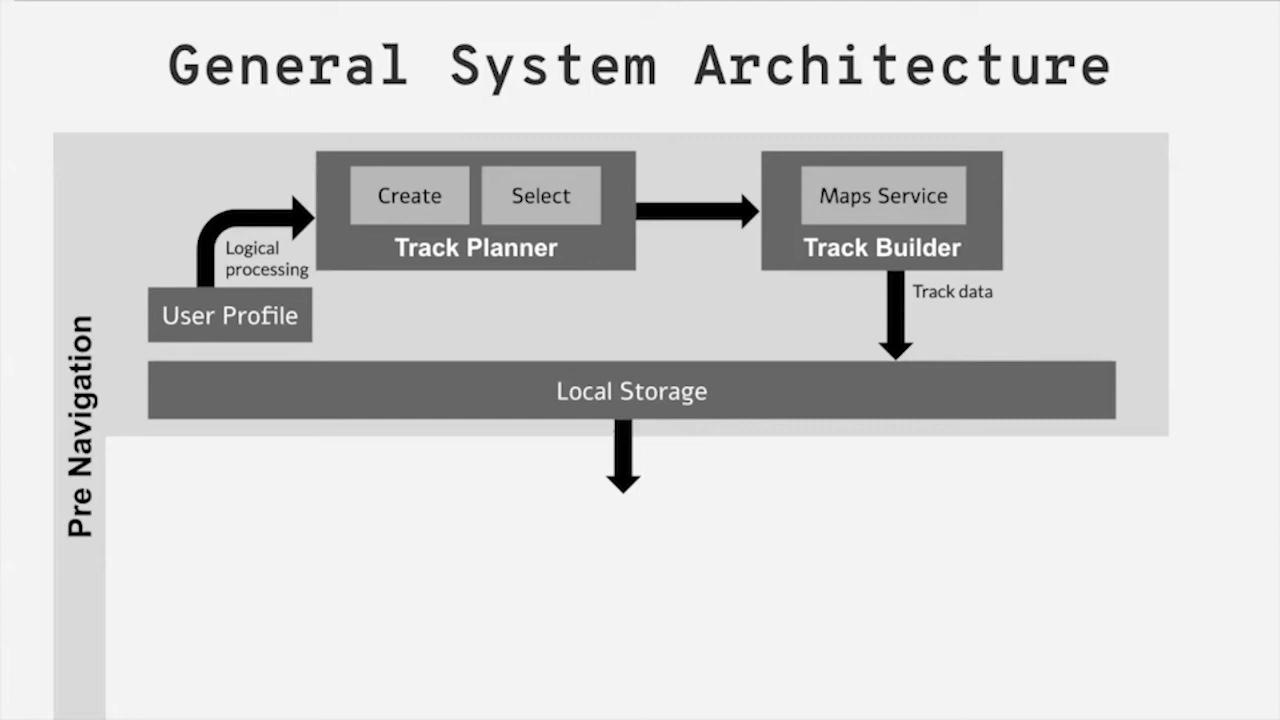 General System Architecture
Create
Select
Maps Service
Track Planner
Track Builder
Logical
processing
Track data
User Profile
Local Storage
Pre Navigation